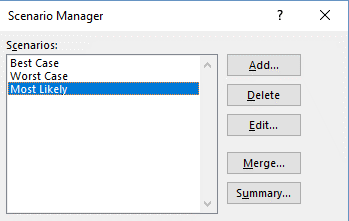 Scenario Manager ? ×
Scenarios:
Best Case
Worst Case
Most Likely
Add...
Delete
Edit...
Merge...
Summary...